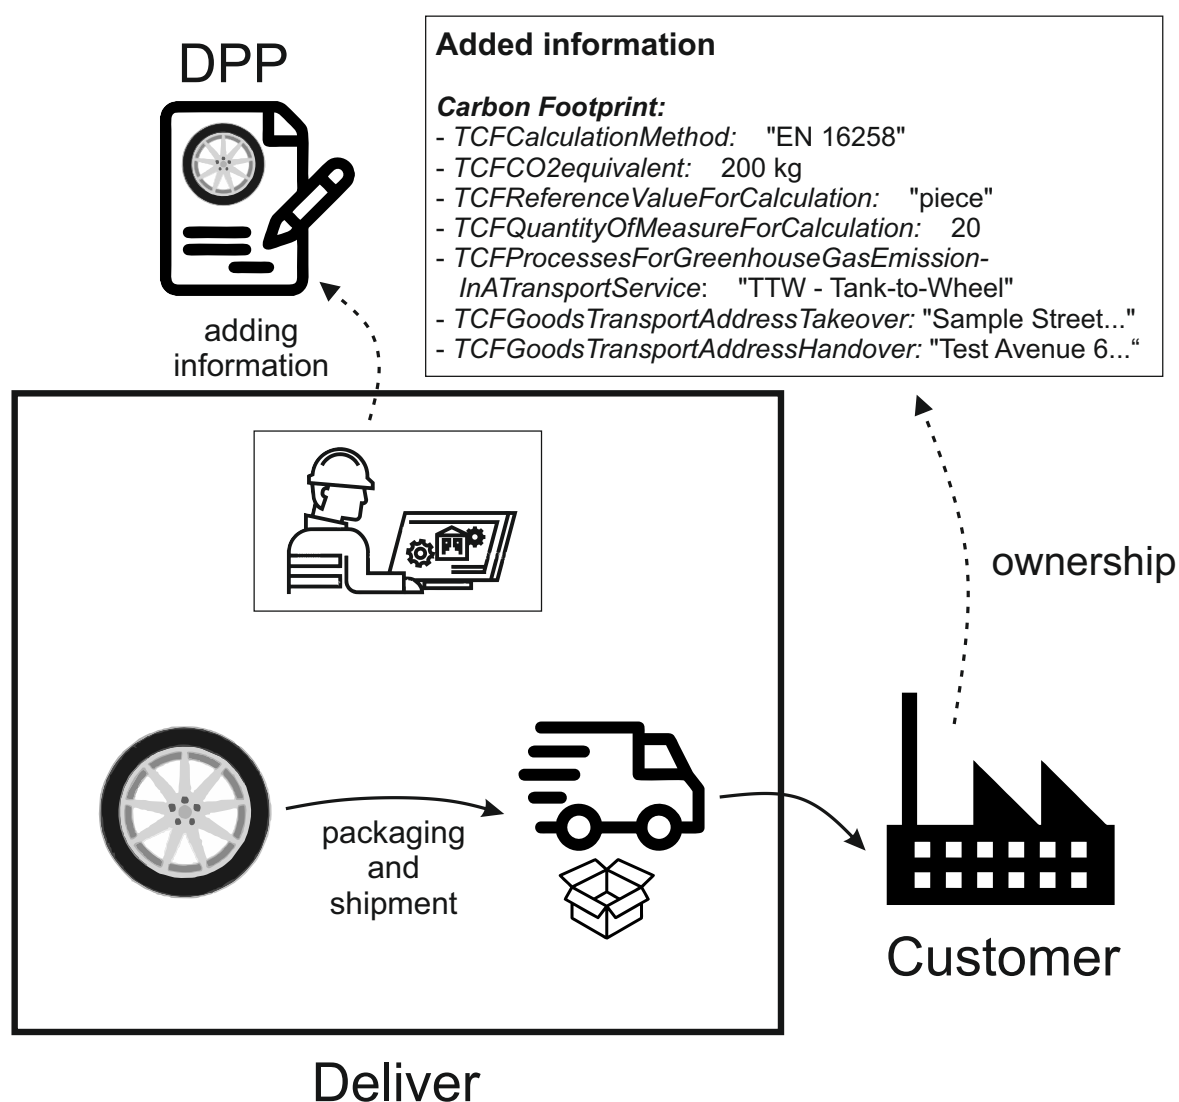 DPP
adding
information
Added information
Carbon Footprint:
- TCFCalculationMethod: "EN 16258"
- TCFCO2equivalent: 200 kg
- TCFReferenceValueForCalculation: "piece"
- TCFQuantityOfMeasureForCalculation: 20
- TCFProcessesForGreenhouseGasEmission-
InATransportService: "TTW - Tank-to-Wheel"
- TCFGoodsTransportAddressTakeover: "Sample Street..."
- TCFGoodsTransportAddressHandover: "Test Avenue 6...“
ownership
packaging
and
shipment
Customer
Deliver